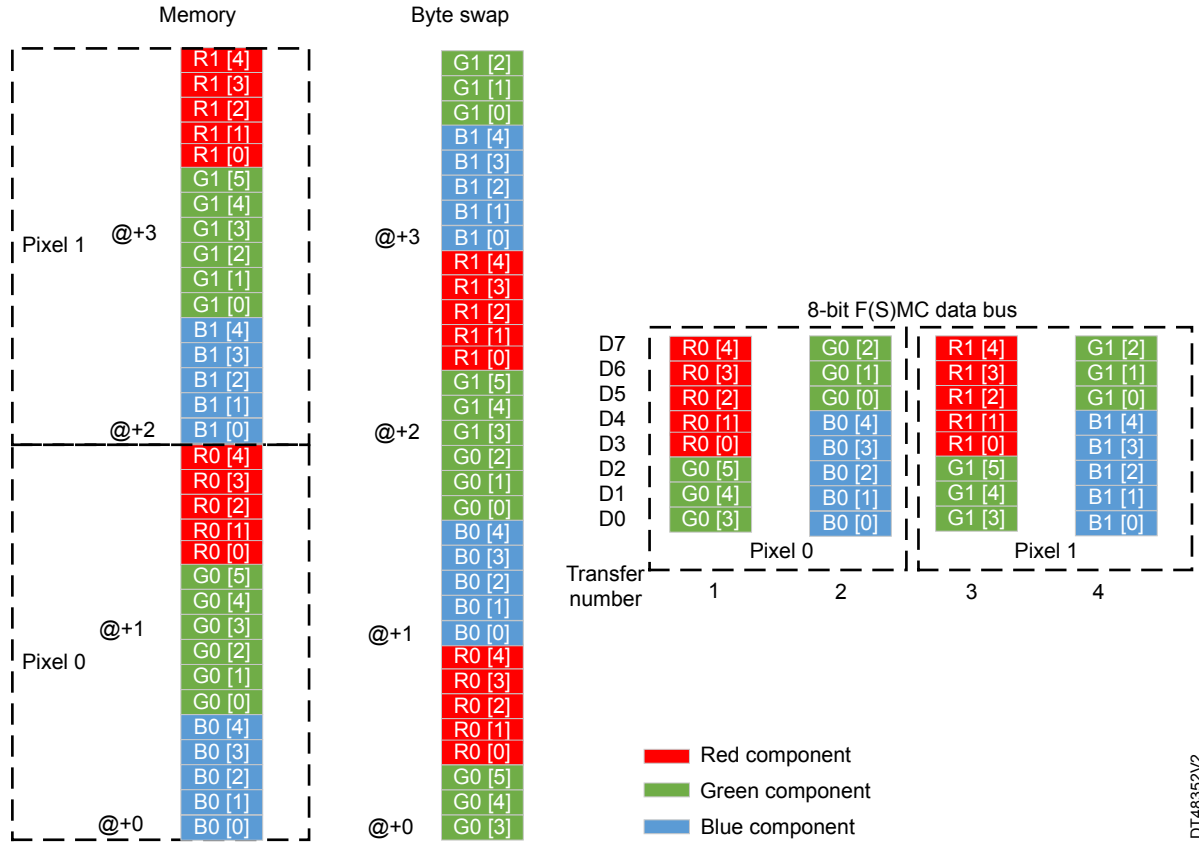 Memory
Byte swap
R1 [4]
R1 [3]
R1 [2]
R1 [1]
R1 [0]
G1 [5]
G1 [4]
G1 [3]
G1 [2]
G1 [1]
G1 [0]
B1 [4]
B1 [3]
B1 [2]
B1 [1]
B1 [0]
R0 [4]
R0 [3]
R0 [2]
R0 [1]
R0 [0]
G0 [5]
G0 [4]
G0 [3]
G0 [2]
G0 [1]
G0 [0]
B0 [4]
B0 [3]
B0 [2]
B0 [1]
B0 [0]
Pixel 1
@+3
@+2
Pixel 0
@+1
@+0
G1 [2]
G1 [1]
G1 [0]
B1 [4]
B1 [3]
B1 [2]
B1 [1]
B1 [0]
R1 [4]
R1 [3]
R1 [2]
R1 [1]
R1 [0]
G1 [5]
G1 [4]
G1 [3]
G0 [2]
G0 [1]
G0 [0]
B0 [4]
B0 [3]
B0 [2]
B0 [1]
B0 [0]
R0 [4]
R0 [3]
R0 [2]
R0 [1]
R0 [0]
G0 [5]
G0 [4]
G0 [3]
@+3
@+2
@+1
@+0
8-bit F(S)MC data bus
D7 R0 [4] G0 [2] R1 [4] G1 [2]
D6 R0 [3] G0 [1] R1 [3] G1 [1]
D5 R0 [2] G0 [0] R1 [2] G1 [0]
D4 R0 [1] B0 [4] R1 [1] B1 [4]
D3 R0 [0] B0 [3] R1 [0] B1 [3]
D2 G0 [5] B0 [2] G1 [5] B1 [2]
D1 G0 [4] B0 [1] G1 [4] B1 [1]
D0 G0 [3] B0 [0] G1 [3] B1 [0]
Pixel 0 Pixel 1
Transfer
number 1 2 3 4
Red component
Green component
Blue component
DT48352V2